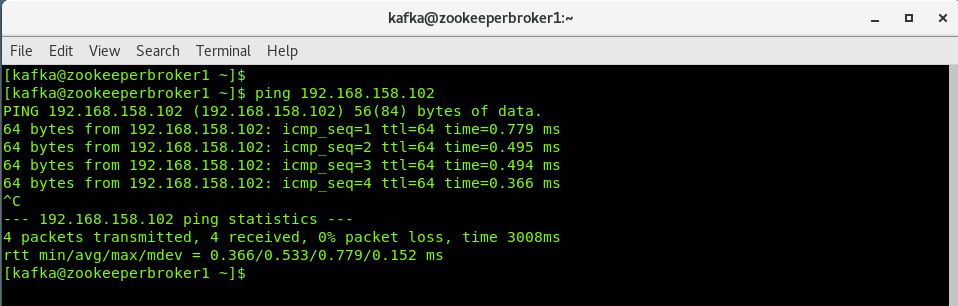 kafka@zookeeperbroker1:~
File Edit View Search Terminal Help
[kafka@zookeeperbroker1 ~]$
[kafka@zookeeperbroker1 ~]$ ping 192.168.158.102
PING 192.168.158.102 (192.168.158.102) 56(84) bytes of data.
64 bytes from 192.168.158.102: icmp_seq=1 ttl=64 time=0.779 ms
64 bytes from 192.168.158.102: icmp_seq=2 ttl=64 time=0.495 ms
64 bytes from 192.168.158.102: icmp_seq=3 ttl=64 time=0.494 ms
64 bytes from 192.168.158.102: icmp_seq=4 ttl=64 time=0.366 ms
^C
--- 192.168.158.102 ping statistics ---
4 packets transmitted, 4 received, 0% packet loss, time 3008ms
rtt min/avg/max/mdev = 0.366/0.533/0.779/0.152 ms
[kafka@zookeeperbroker1 ~]$